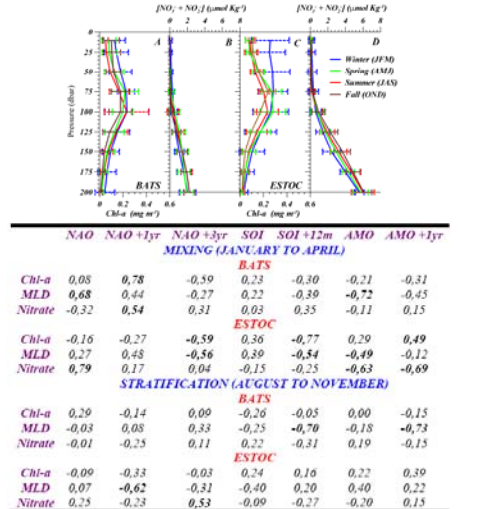 [NO₃⁻ + NO₂⁻] (µmol Kg⁻¹) [NO₃⁻ + NO₂⁻] (µmol Kg⁻¹)
0 2 4 6 8 0 2 4 6 8
A B C D
Winter (JFM)
Spring (AMJ)
Summer (JAS)
Fall (OND)
Pressure (dbar)
0
25
50
75
100
125
150
175
200
BATS ESTOC
0 0.2 0.4 0.6 0 0.2 0.4 0.6
Chl-a (mg m⁻³) Chl-a (mg m⁻³)
NAO NAO +1yr NAO +3yr SOI SOI +12m AMO AMO +1yr
MIXING (JANUARY TO APRIL)
BATS
Chl-a 0,08 0,78 -0,59 0,23 -0,30 -0,21 -0,31
MLD 0,68 0,44 -0,27 0,22 -0,39 -0,72 -0,45
Nitrate -0,32 0,54 0,31 0,03 0,35 -0,11 0,15
ESTOC
Chl-a -0,16 -0,27 -0,59 0,36 -0,77 0,29 0,49
MLD 0,27 0,48 -0,56 0,39 -0,54 -0,49 -0,12
Nitrate 0,79 0,17 0,04 -0,15 -0,25 -0,63 -0,69
STRATIFICATION (AUGUST TO NOVEMBER)
BATS
Chl-a 0,29 -0,14 0,09 -0,26 -0,05 0,00 -0,15
MLD -0,03 0,08 0,33 -0,25 -0,70 -0,18 -0,73
Nitrate -0,01 -0,25 0,11 0,22 -0,31 0,19 -0,15
ESTOC
Chl-a -0,09 -0,33 -0,03 0,24 0,16 0,22 0,39
MLD 0,07 -0,62 -0,31 -0,40 0,20 0,40 0,22
Nitrate 0,25 -0,23 0,53 -0,09 -0,27 -0,20 0,15